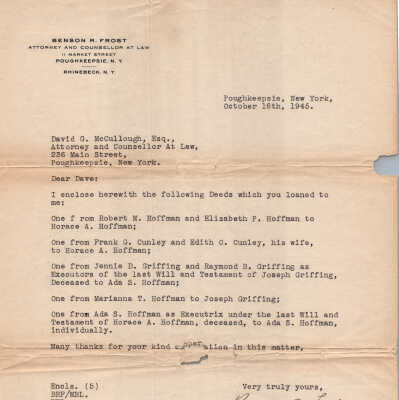 BENSON R. FROST
ATTORNEY AND COUNSELLOR AT LAW
11 MARKET STREET
POUGHKEEPSIE, N. Y.
RHINEBECK, N. Y.
Poughkeepsie, New York,
October 18th, 1945.
David G. McCullough, Esq.,
Attorney and Counsellor At Law,
236 Main Street,
Poughkeepsie, New York.
Dear Dave:
I enclose herewith the following Deeds which you loaned to
me:
One f rom Robert N. Hoffman and Elizabeth P. Hoffman to
Horace A. Hoffman;
One from Frank G. Cunley and Edith C. Cunley, his wife,
to Horace A. Hoffman;
One from Jennie D. Griffing and Raymond B. Griffing as
Executors of the last Will and Testament of Joseph Griffing,
Deceased to Ada S. Hoffman;
One from Marianna T. Hoffman to Joseph Griffing;
One from Ada S. Hoffman as Executrix under the last Will and
Testament of Horace A. Hoffman, deceased, to Ada S. Hoffman,
individually.
Many thanks for your kind cooperation in this matter,
Very truly yours,
Encls. (5)
BRF/MBL.